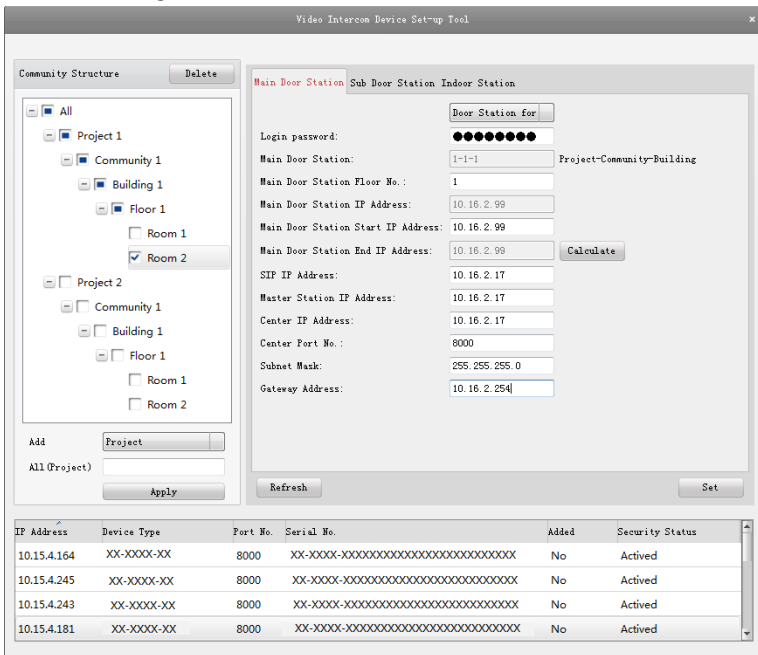 Video Intercom Device Set-up Tool ×
Community Structure Delete
All
Project 1
Community 1
Building 1
Floor 1
Room 1
Room 2
Project 2
Community 1
Building 1
Floor 1
Room 1
Room 2
Add Project
All(Project)
Apply
Main Door Station Sub Door Station Indoor Station
Door Station for
Login password: ●●●●●●●●
Main Door Station: 1-1-1 Project-Community-Building
Main Door Station Floor No.: 1
Main Door Station IP Address: 10.16.2.99
Main Door Station Start IP Address: 10.16.2.99
Main Door Station End IP Address: 10.16.2.99 Calculate
SIP IP Address: 10.16.2.17
Master Station IP Address: 10.16.2.17
Center IP Address: 10.16.2.17
Center Port No.: 8000
Subnet Mask: 255.255.255.0
Gateway Address: 10.16.2.254
Refresh Set
IP Address Device Type Port No. Serial No. Added Security Status
10.15.4.164 XX-XXXX-XX 8000 XX-XXXX-XXXXXXXXXXXXXXXXXXXXXXXXX No Actived
10.15.4.245 XX-XXXX-XX 8000 XX-XXXX-XXXXXXXXXXXXXXXXXXXXXXXXX No Actived
10.15.4.243 XX-XXXX-XX 8000 XX-XXXX-XXXXXXXXXXXXXXXXXXXXXXXXX No Actived
10.15.4.181 XX-XXXX-XX 8000 XX-XXXX-XXXXXXXXXXXXXXXXXXXXXXXXX No Actived